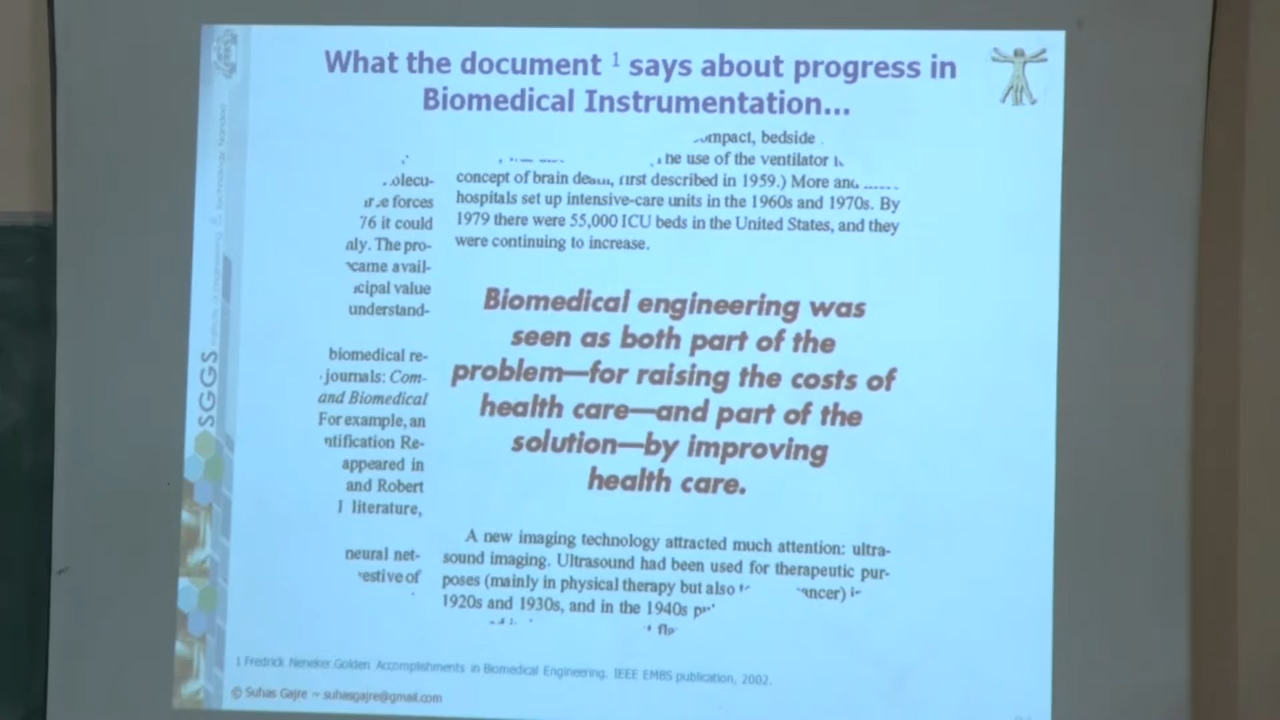 What the document ¹ says about progress in
Biomedical Instrumentation...
bedside
use of the ventilator
concept of brain first described in 1959.) More
hospitals set up intensive-care units in the 1960s and 1970s. By
1979 there were 55,000 ICU beds in the United States, and they
were continuing to increase.
olecu-
forces
76 it could
aly. The pro-
came avail-
cipal value
understand-
biomedical re-
journals: Com-
and Biomedical
For example, an
ntification Re-
appeared in
and Robert
literature,
neural net-
estive of
Biomedical engineering was
seen as both part of the
problem—for raising the costs of
health care—and part of the
solution—by improving
health care.
A new imaging technology attracted much attention: ultra-
sound imaging. Ultrasound had been used for therapeutic pur-
poses (mainly in physical therapy but also
1920s and 1930s, and in the 1940s
SGGS
1 Fredrick Neneker.Golden Accomplishments in Biomedical Engineering. IEEE EMBS publication, 2002.
© Suhas Gajre ~ suhasgajre@gmail.com